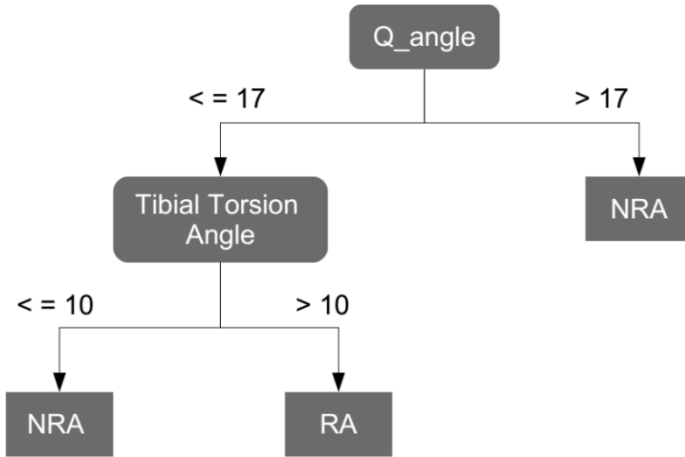 Q_angle
< = 17
> 17
Tibial Torsion
Angle
NRA
< = 10
> 10
NRA
RA